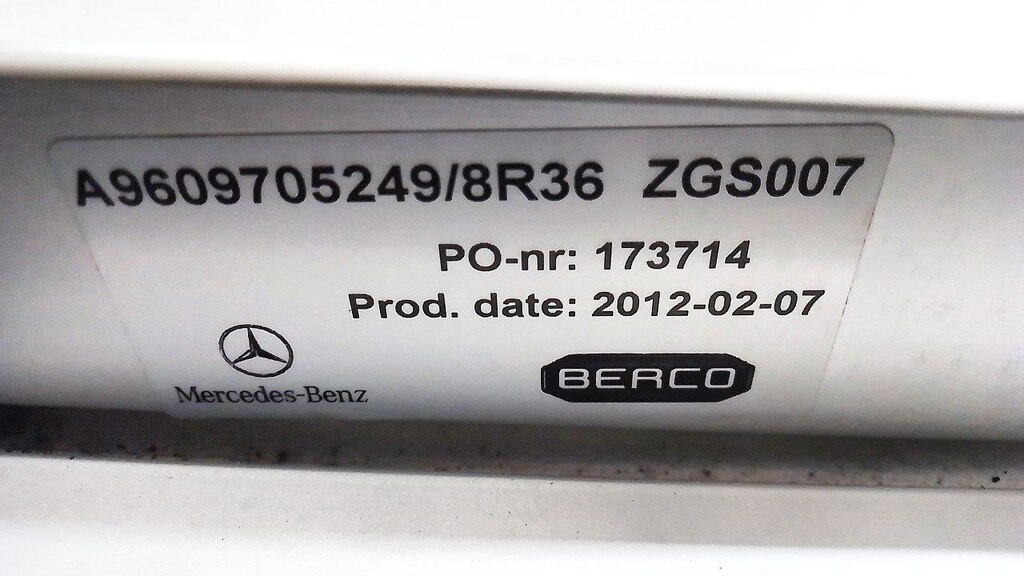 A9609705249/8R36 ZGS007
PO-nr: 173714
Prod. date: 2012-02-07
Mercedes-Benz
BERCO